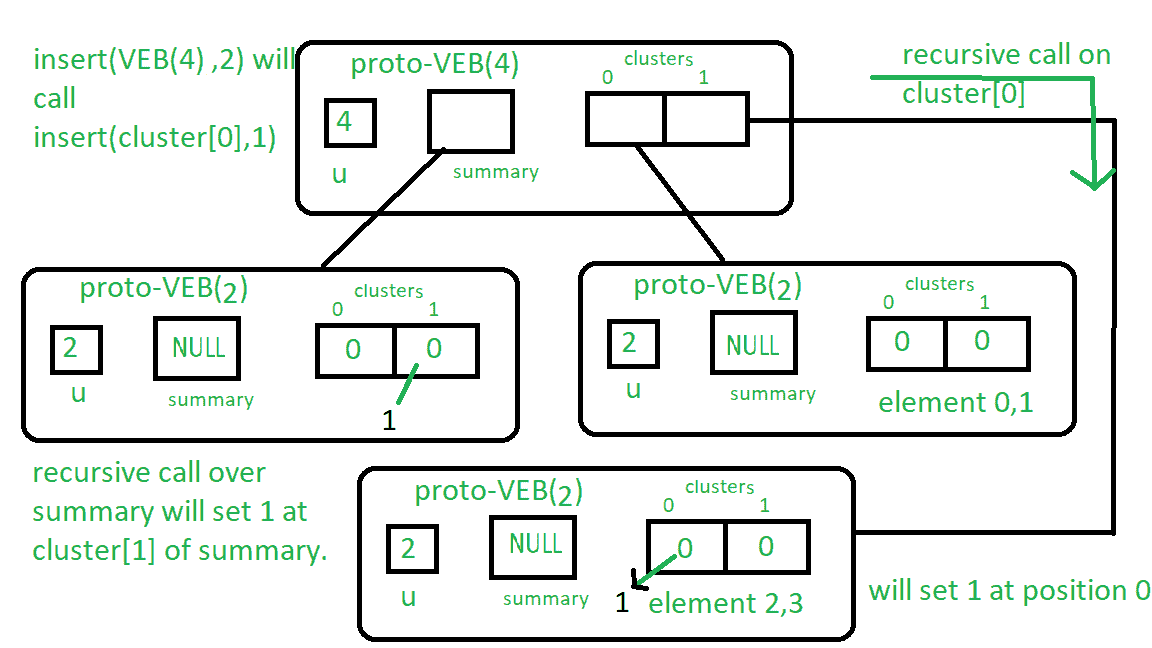 insert(VEB(4) ,2) will
call
insert(cluster[0],1)
proto-VEB(4)
clusters
0 1
4
u
summary
recursive call on
cluster[0]
proto-VEB(2)
clusters
0 1
2
NULL
0 0
u
summary
1
proto-VEB(2)
clusters
0 1
2
NULL
0 0
u
summary
element 0,1
recursive call over
summary will set 1 at
cluster[1] of summary.
proto-VEB(2)
clusters
0 1
2
NULL
0 0
u
summary
1 element 2,3
will set 1 at position 0